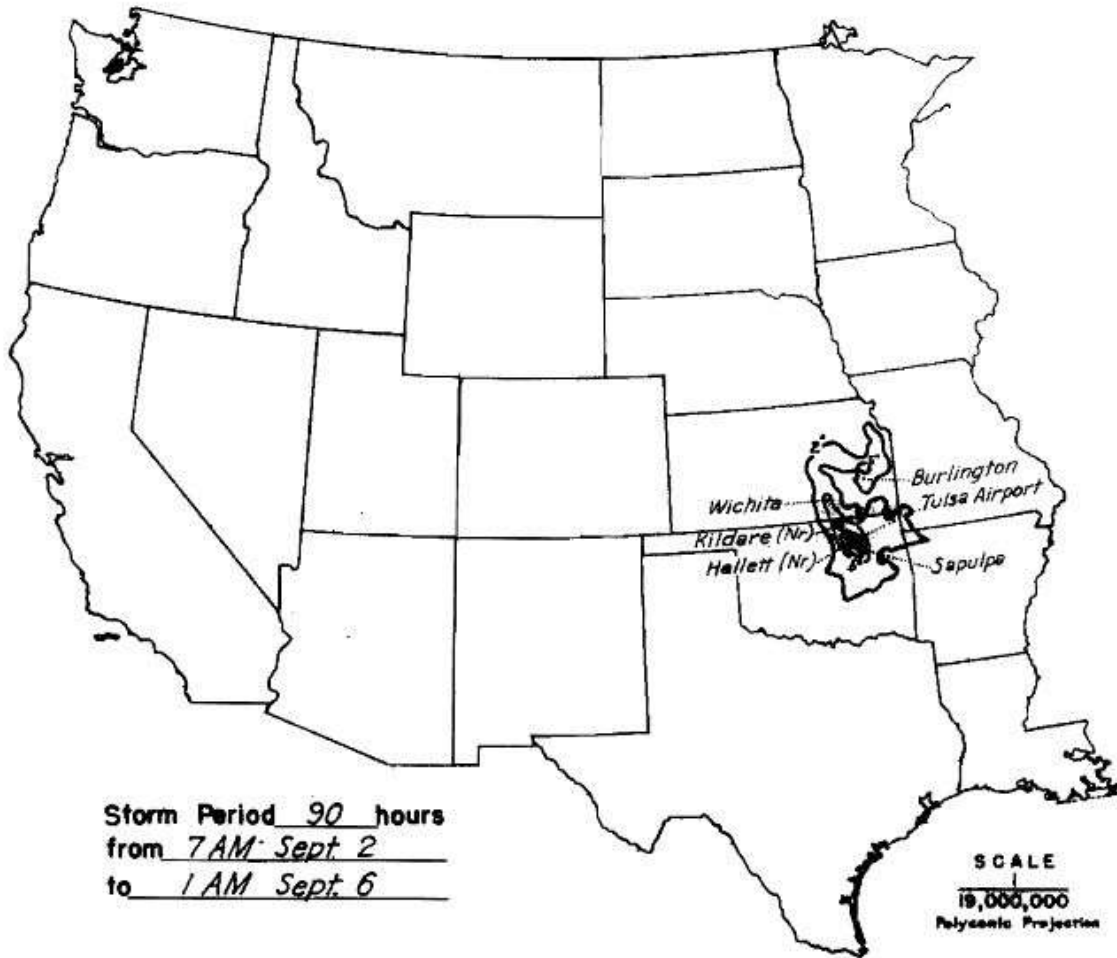 2"
Burlington
Tulsa Airport
Wichita
Kildare (Nr)
Hallett (Nr)
Sapulpa
Storm Period 90 hours
from 7 AM Sept. 2
to 1 AM Sept. 6
SCALE
1
19,000,000
Polyconic Projection